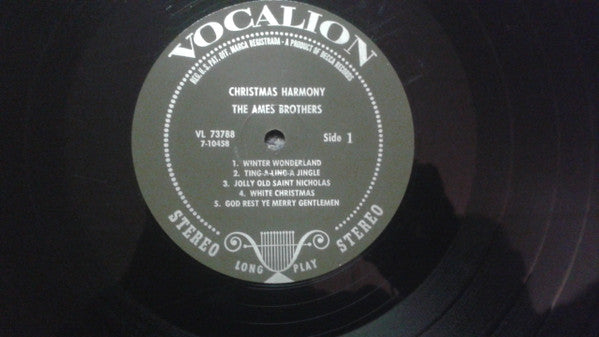 VOCALION
REG. U.S. PAT. OFF. MARCA REGISTRADA - A PRODUCT OF DECCA RECORDS
CHRISTMAS HARMONY
THE AMES BROTHERS
VL 73788
7-10458
Side 1
1. WINTER WONDERLAND
2. TING-A-LING-A JINGLE
3. JOLLY OLD SAINT NICHOLAS
4. WHITE CHRISTMAS
5. GOD REST YE MERRY GENTLEMEN
STEREO
LONG PLAY
STEREO